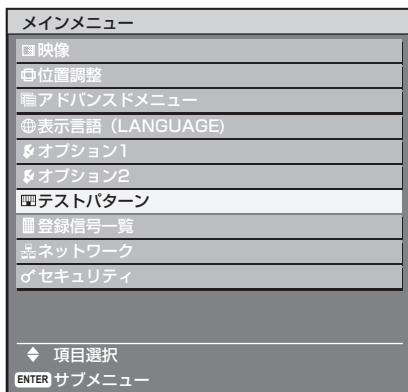 メインメニュー
映像
位置調整
アドバンスドメニュー
表示言語（LANGUAGE)
オプション1
オプション2
テストパターン
登録信号一覧
ネットワーク
セキュリティ
項目選択
ENTER サブメニュー